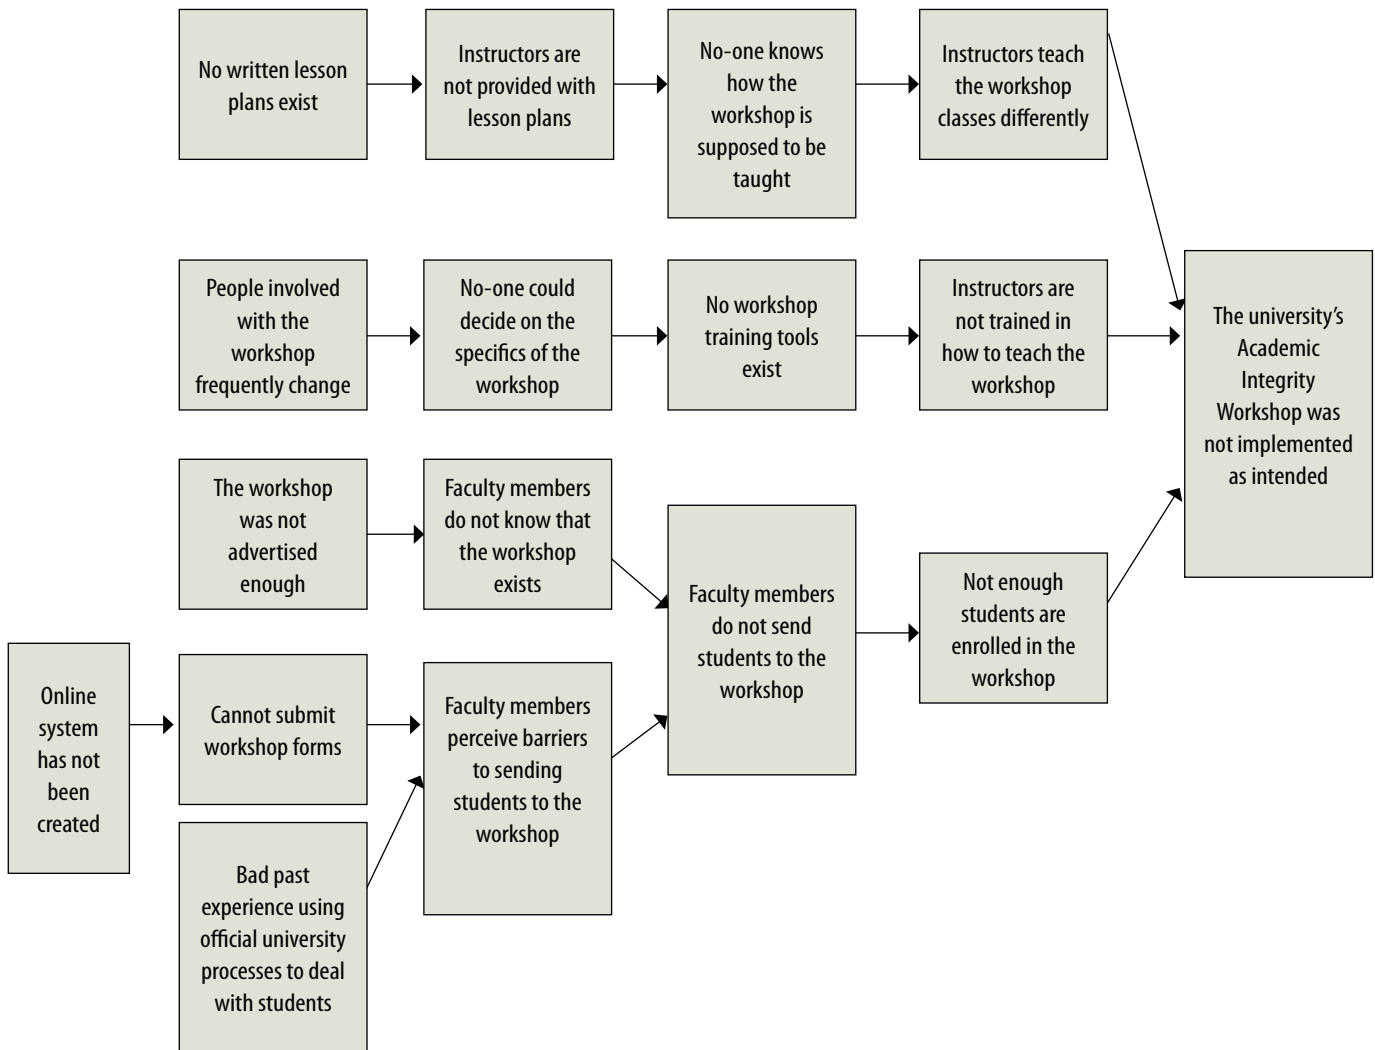 No written lesson
plans exist
Instructors are
not provided with
lesson plans
No-one knows
how the
workshop is
supposed to be
taught
Instructors teach
the workshop
classes differently
People involved
with the
workshop
frequently change
No-one could
decide on the
specifics of the
workshop
No workshop
training tools
exist
Instructors are
not trained in
how to teach the
workshop
The university’s
Academic
Integrity
Workshop was
not implemented
as intended
The workshop
was not
advertised
enough
Faculty members
do not know that
the workshop
exists
Faculty members
do not send
students to the
workshop
Not enough
students are
enrolled in the
workshop
Online
system
has not
been
created
Cannot submit
workshop forms
Faculty members
perceive barriers
to sending
students to the
workshop
Bad past
experience using
official university
processes to deal
with students